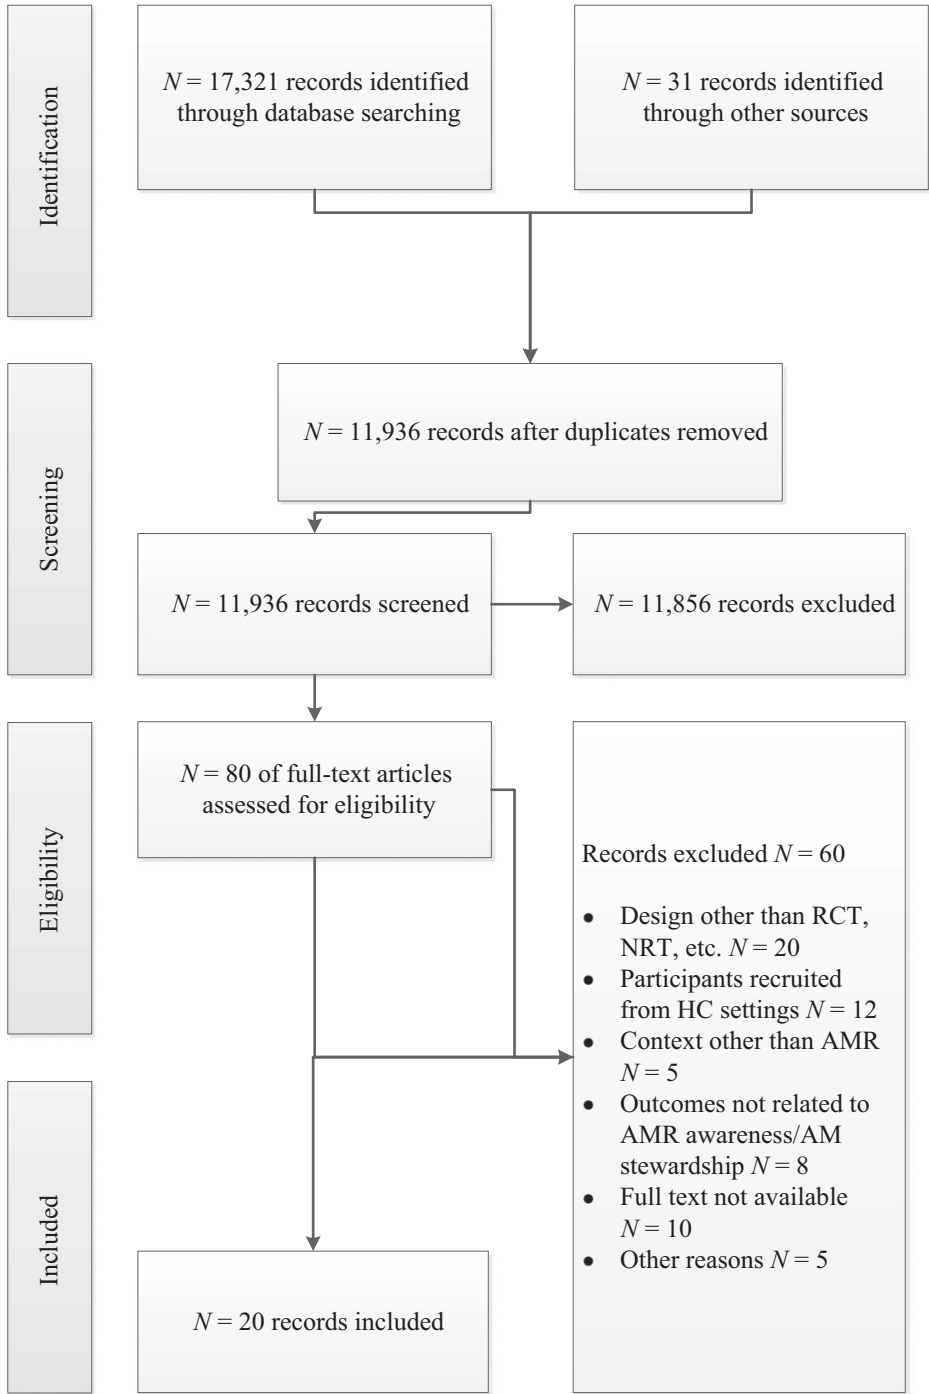 Identification
N = 17,321 records identified
through database searching
N = 31 records identified
through other sources
Screening
N = 11,936 records after duplicates removed
N = 11,936 records screened
N = 11,856 records excluded
Eligibility
N = 80 of full-text articles
assessed for eligibility
Records excluded N = 60
• Design other than RCT,
NRT, etc. N = 20
• Participants recruited
from HC settings N = 12
• Context other than AMR
N = 5
• Outcomes not related to
AMR awareness/AM
stewardship N = 8
• Full text not available
N = 10
• Other reasons N = 5
Included
N = 20 records included